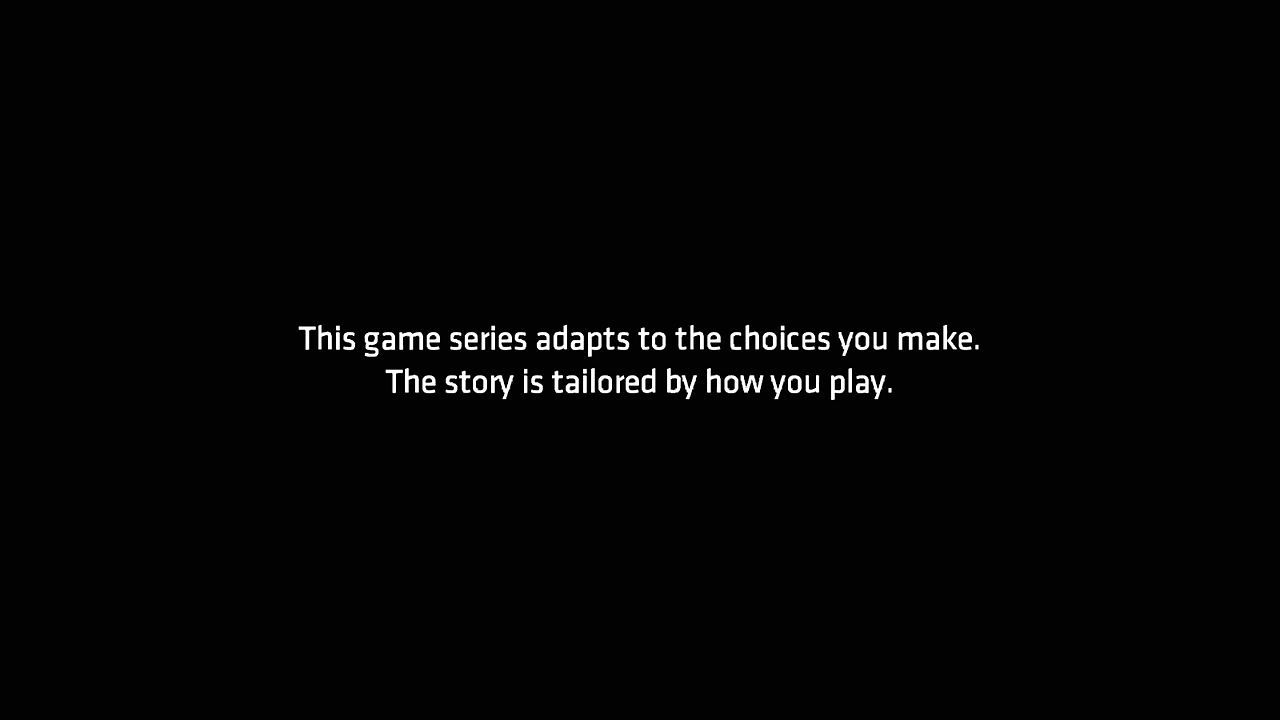 This game series adapts to the choices you make.
The story is tailored by how you play.